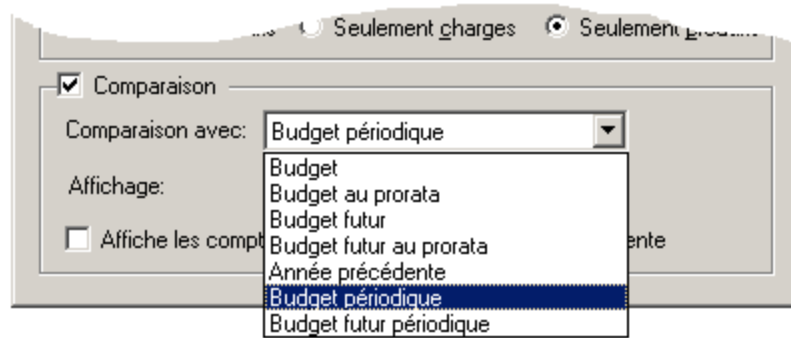 Seulement charges Seulement
Comparaison
Comparaison avec: Budget périodique
Budget
Affichage:
Budget au prorata
Budget futur
Affiche les compt
Budget futur au prorata
ente
Année précédente
Budget périodique
Budget futur périodique